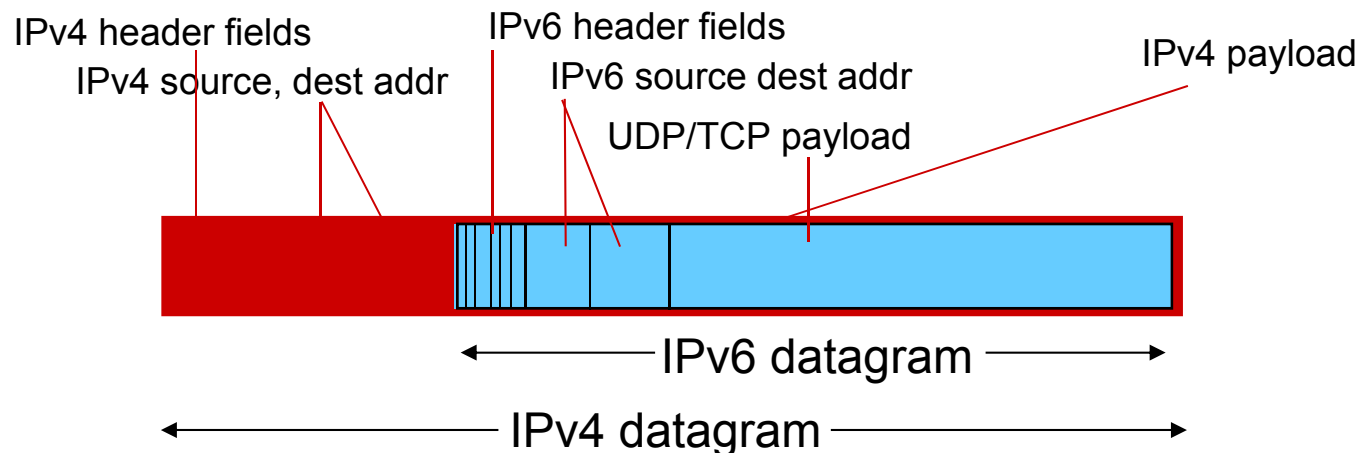 IPv4 header fields
IPv6 header fields
IPv4 payload
IPv4 source, dest addr
IPv6 source dest addr
UDP/TCP payload
IPv6 datagram
IPv4 datagram